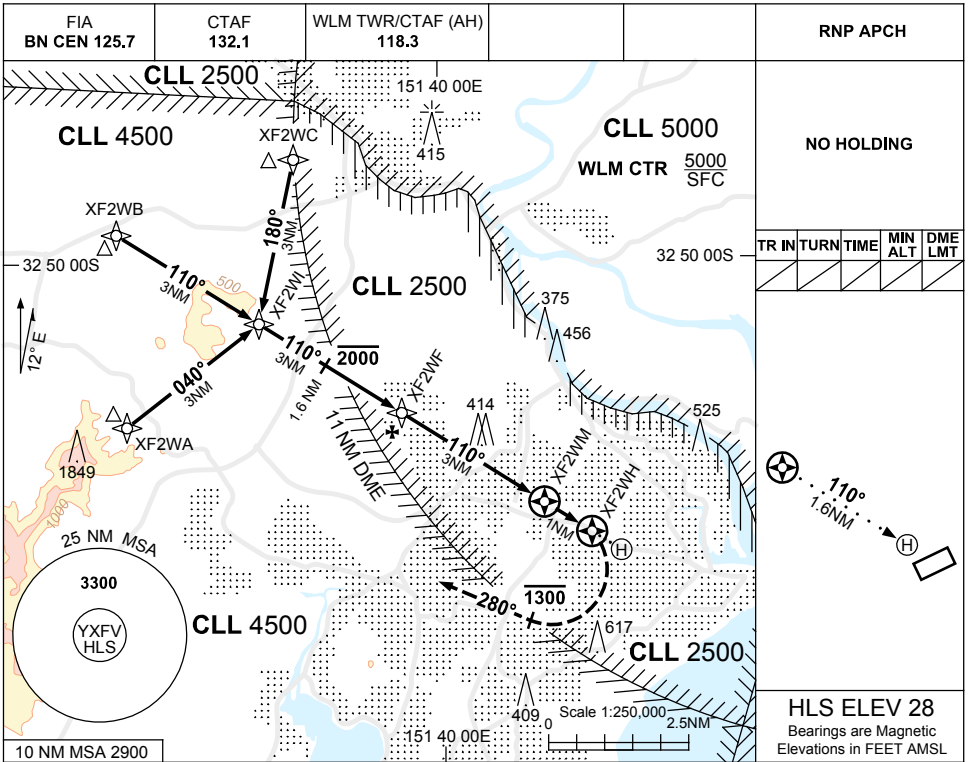 FIA
BN CEN 125.7
CTAF
132.1
WLM TWR/CTAF (AH)
118.3
RNP APCH
CLL 2500
151 40 00E
CLL 4500
XF2WC
415
CLL 5000
WLM CTR 5000
SFC
NO HOLDING
XF2WB
180°
3NM
TR IN
TURN
TIME
MIN ALT
DME LMT
32 50 00S
32 50 00S
110°
3NM
500
XF2WI
CLL 2500
375
456
12° E
040°
3NM
110°
3NM
2000
1.6 NM
XF2WF
XF2WA
1849
1000
414
525
11 NM DME
110°
3NM
XF2WM
XF2WH
1NM
H
110°
1.6NM
H
25 NM MSA
3300
YXFV
HLS
280°
1300
CLL 4500
617
CLL 2500
409
Scale 1:250,000
0
2.5NM
151 40 00E
10 NM MSA 2900
HLS ELEV 28
Bearings are Magnetic
Elevations in FEET AMSL